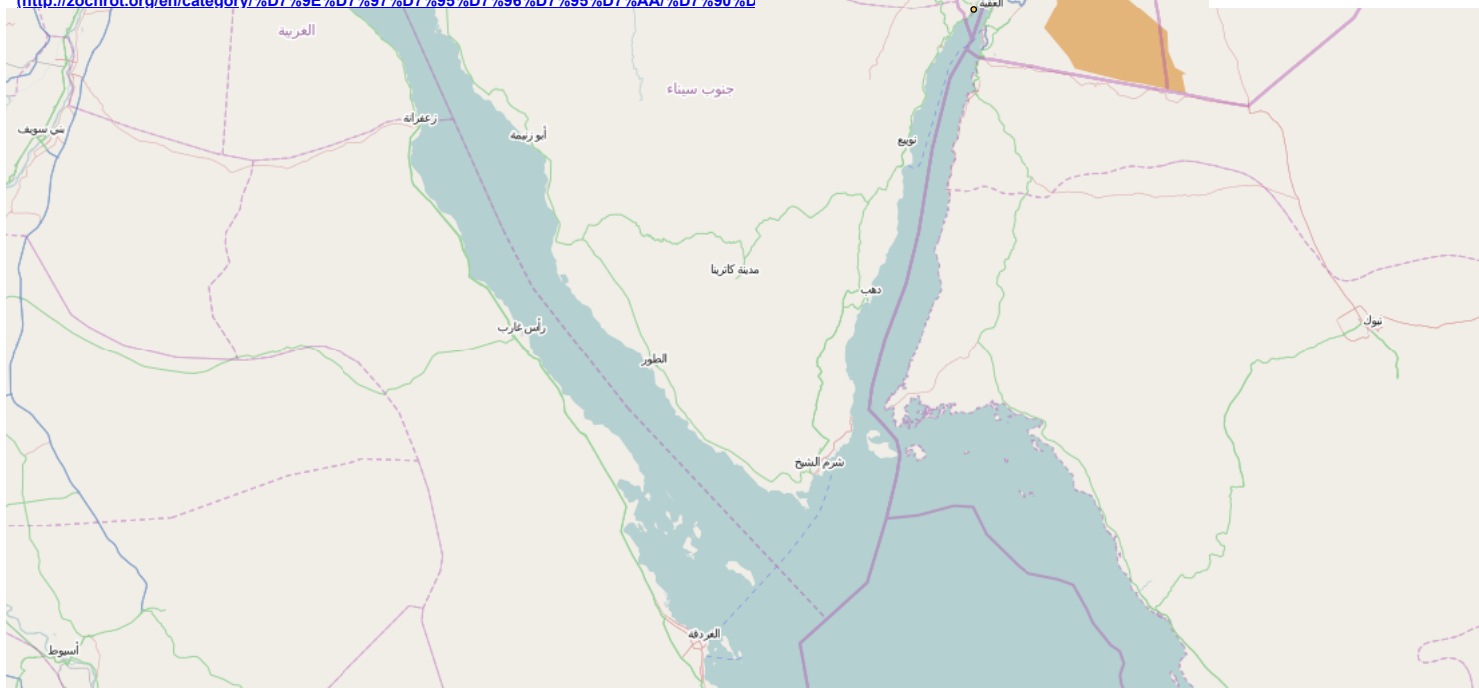 (http://zochrot.org/en/category/%D7%9E%D7%97%D7%95%D7%96%D7%95%D7%AA/%D7%90%D
العقبة
الغربية
جنوب سيناء
زعفرانة
بني سويف
أبو زنيمة
نويبع
مدينة كاترينا
دهب
تبوك
رأس غارب
الطور
شرم الشيخ
الغردقة
أسيوط